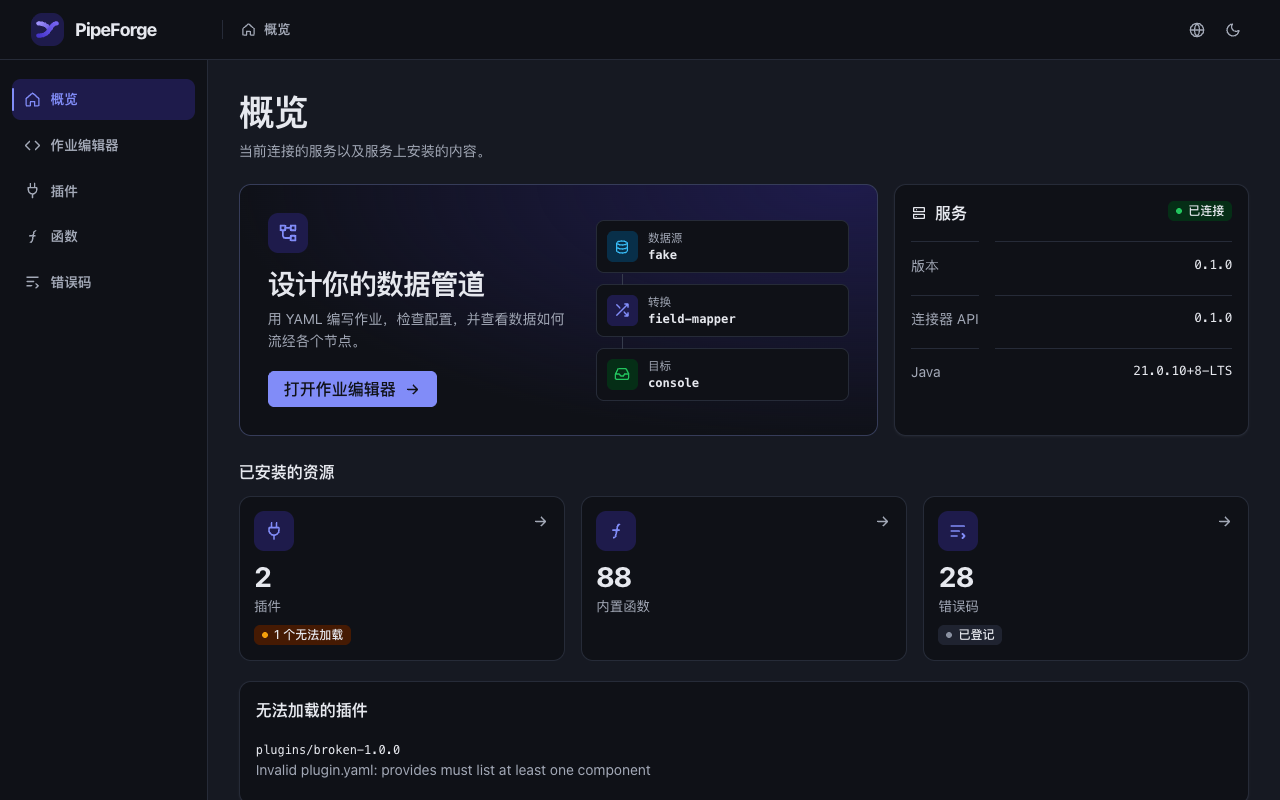 PipeForge
概览
概览
作业编辑器
插件
函数
错误码
概览
当前连接的服务以及服务上安装的内容。
设计你的数据管道
用 YAML 编写作业，检查配置，并查看数据如何
流经各个节点。
打开作业编辑器
数据源
fake
转换
field-mapper
目标
console
服务
已连接
版本
0.1.0
连接器 API
0.1.0
Java
21.0.10+8-LTS
已安装的资源
2
插件
1 个无法加载
88
内置函数
28
错误码
已登记
无法加载的插件
plugins/broken-1.0.0
Invalid plugin.yaml: provides must list at least one component